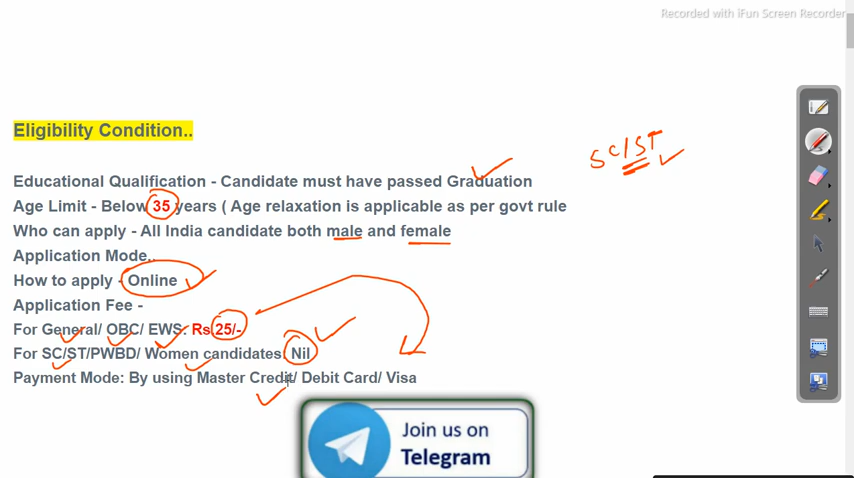 Recorded with iFun Screen Recorder
Eligibility Condition..
SC/ST
Educational Qualification - Candidate must have passed Graduation
Age Limit - Below 35 years ( Age relaxation is applicable as per govt rule
Who can apply - All India candidate both male and female
Application Mode..
How to apply - Online
Application Fee -
For General/ OBC/ EWS: Rs 25/-
For SC/ST/PWBD/ Women candidates: Nil
Payment Mode: By using Master Credit/ Debit Card/ Visa
Join us on
Telegram